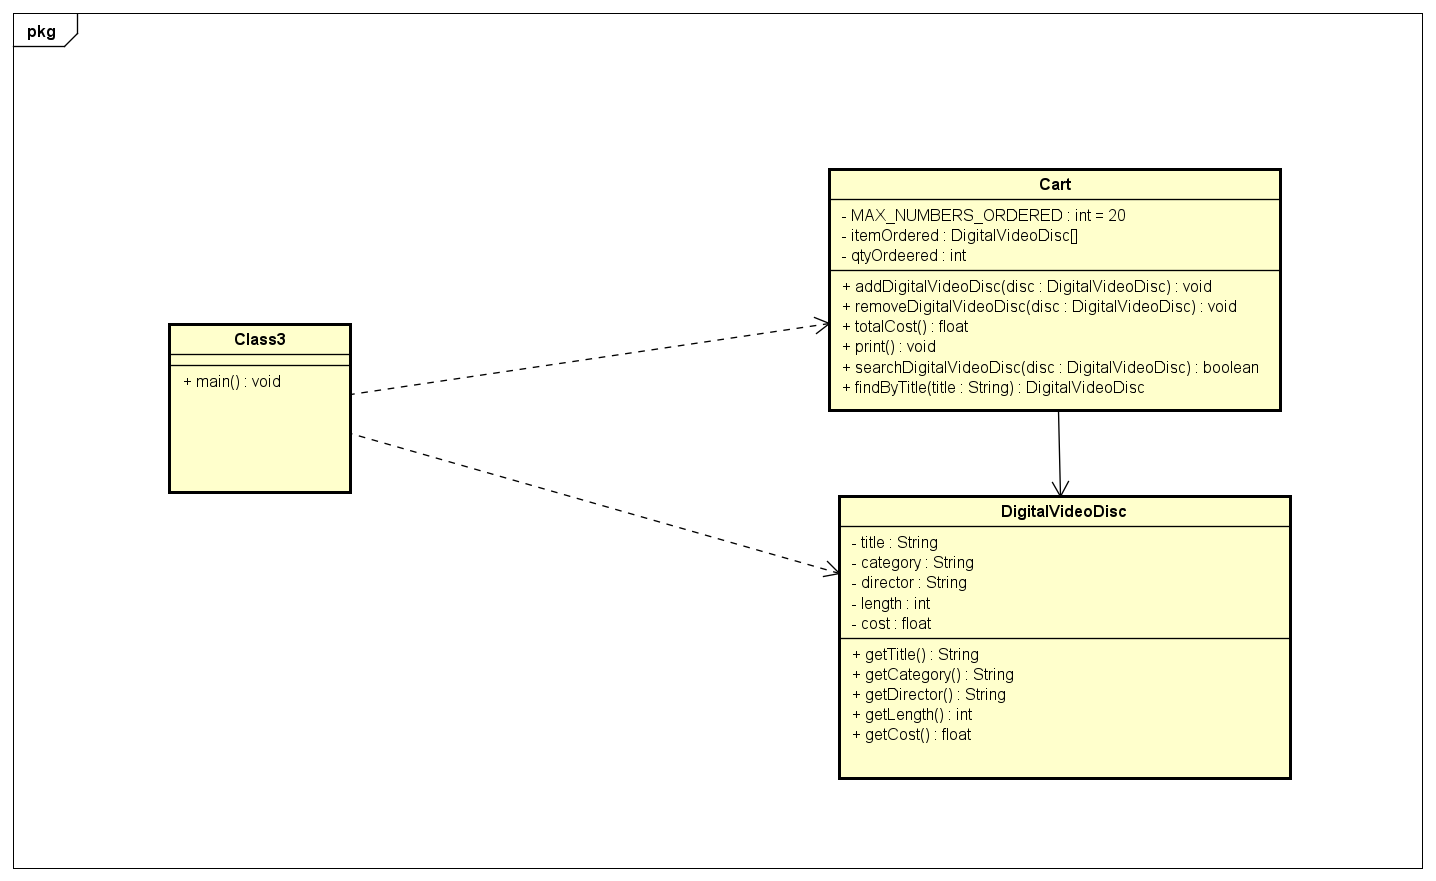 pkg
Cart
- MAX_NUMBERS_ORDERED : int = 20
- itemOrdered : DigitalVideoDisc[]
- qtyOrdeered : int
+ addDigitalVideoDisc(disc : DigitalVideoDisc) : void
+ removeDigitalVideoDisc(disc : DigitalVideoDisc) : void
+ totalCost() : float
+ print() : void
+ searchDigitalVideoDisc(disc : DigitalVideoDisc) : boolean
+ findByTitle(title : String) : DigitalVideoDisc
Class3
+ main() : void
DigitalVideoDisc
- title : String
- category : String
- director : String
- length : int
- cost : float
+ getTitle() : String
+ getCategory() : String
+ getDirector() : String
+ getLength() : int
+ getCost() : float